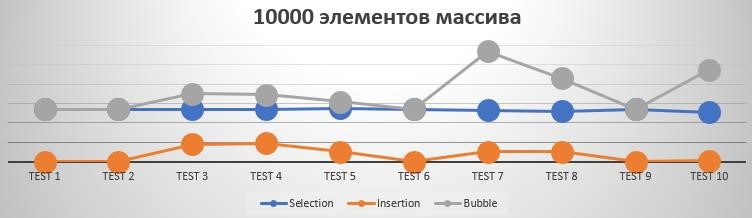 10000 элементов массива
TEST 1 TEST 2 TEST 3 TEST 4 TEST 5 TEST 6 TEST 7 TEST 8 TEST 9 TEST 10
Selection Insertion Bubble